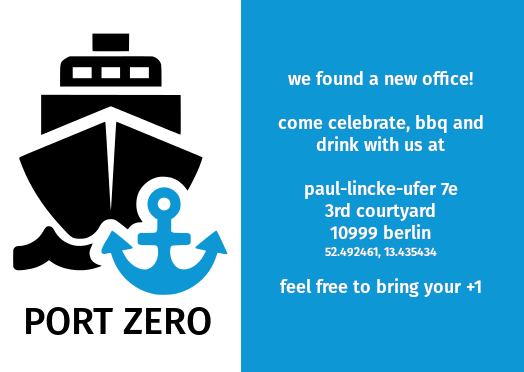 PORT ZERO
we found a new office!
come celebrate, bbq and
drink with us at
paul-lincke-ufer 7e
3rd courtyard
10999 berlin
52.492461, 13.435434
feel free to bring your +1